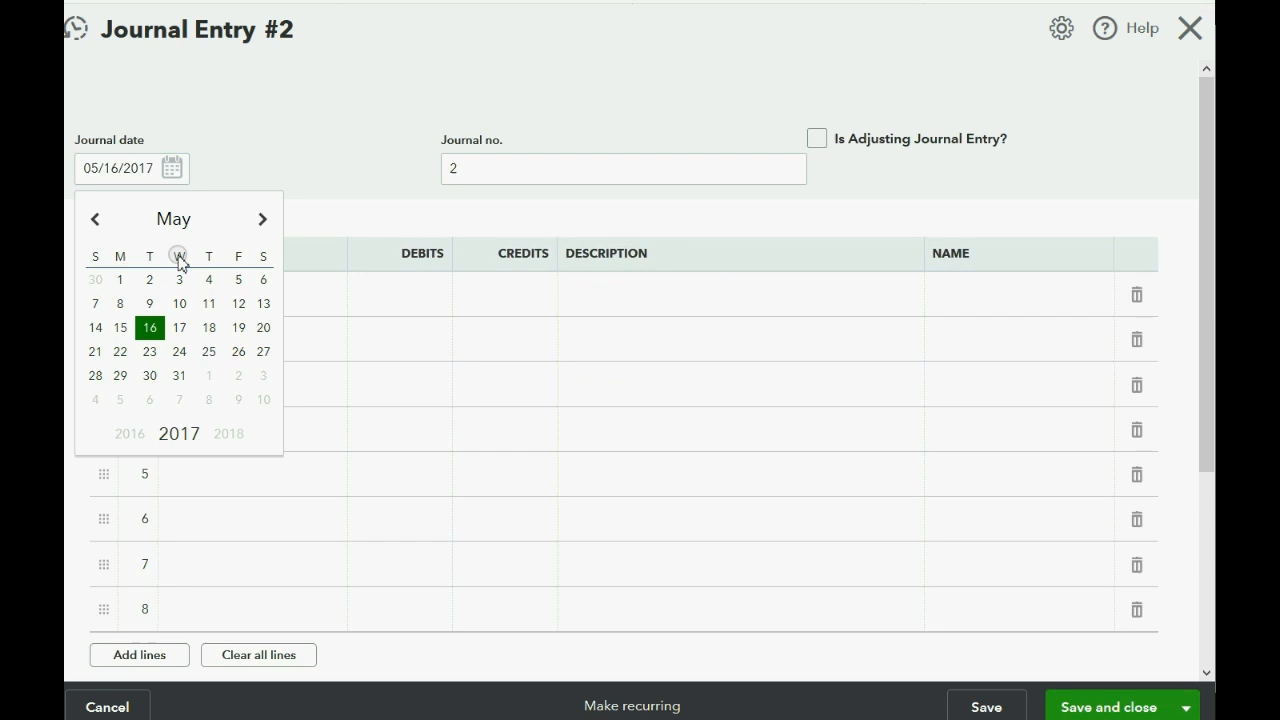 Journal Entry #2
Help
Journal date
Journal no.
Is Adjusting Journal Entry?
05/16/2017
2
May
S M T W T F S
30 1 2 3 4 5 6
7 8 9 10 11 12 13
14 15 16 17 18 19 20
21 22 23 24 25 26 27
28 29 30 31 1 2 3
4 5 6 7 8 9 10
2016 2017 2018
DEBITS CREDITS DESCRIPTION NAME
5
6
7
8
Add lines
Clear all lines
Cancel
Make recurring
Save
Save and close